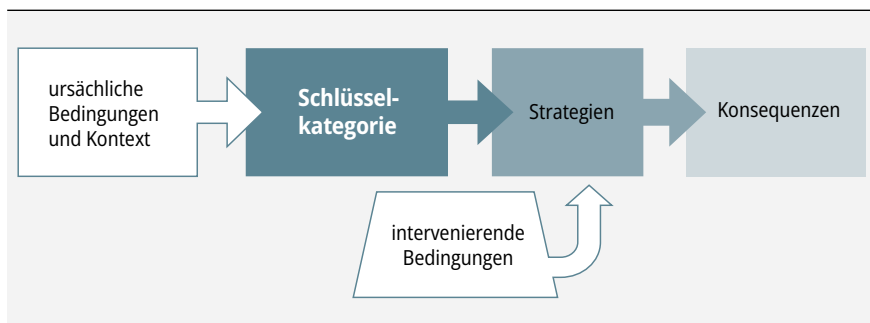 ursächliche
Bedingungen
und Kontext
Schlüssel-
kategorie
Strategien
Konsequenzen
intervenierende
Bedingungen